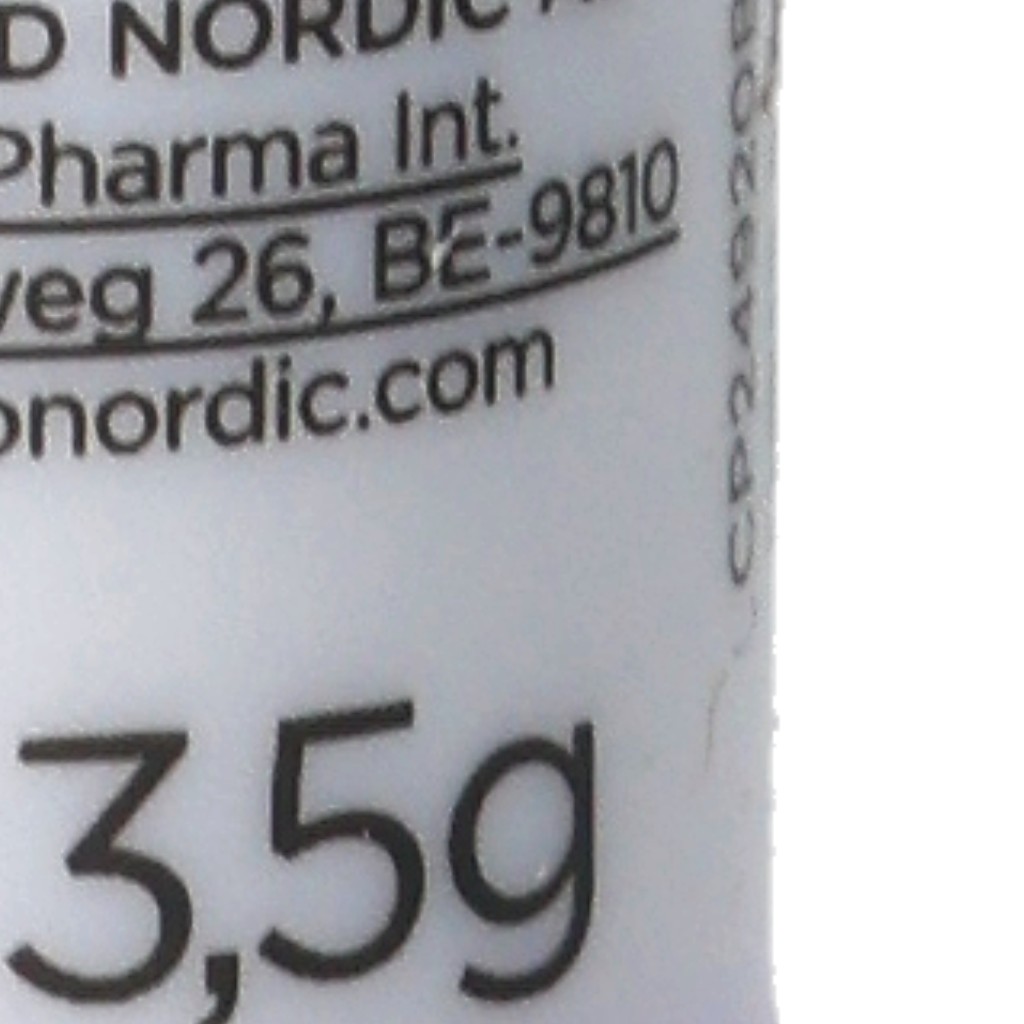 D NORDIC
Pharma Int.
veg 26, BE-9810
onordic.com
3,5g